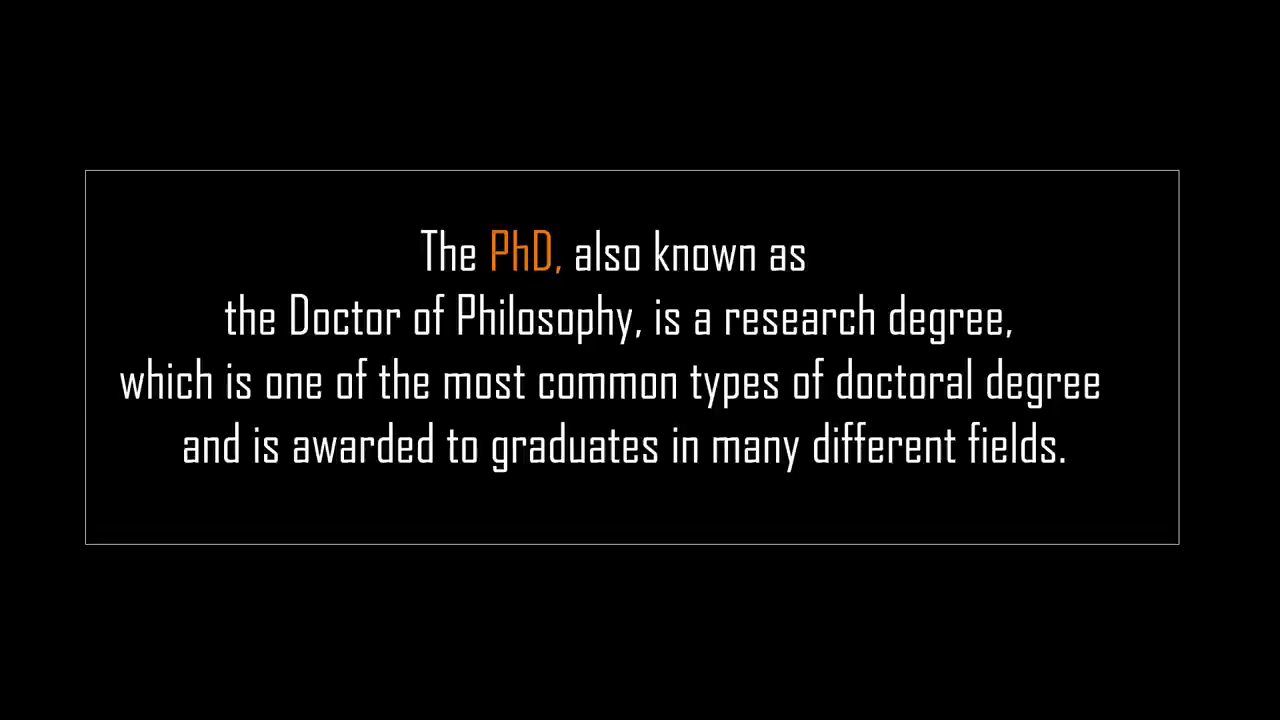 The PhD, also known as
the Doctor of Philosophy, is a research degree,
which is one of the most common types of doctoral degree
and is awarded to graduates in many different fields.